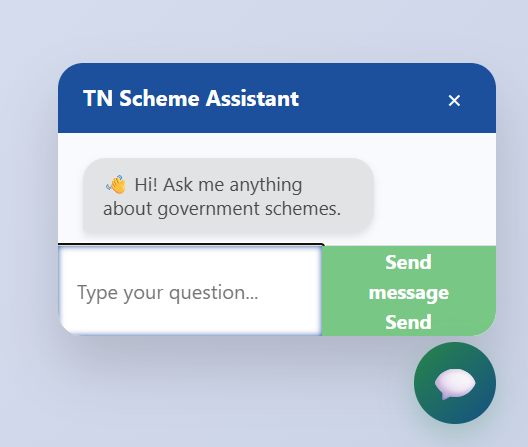 TN Scheme Assistant ×
👋 Hi! Ask me anything
about government schemes.
Type your question...
Send
message
Send